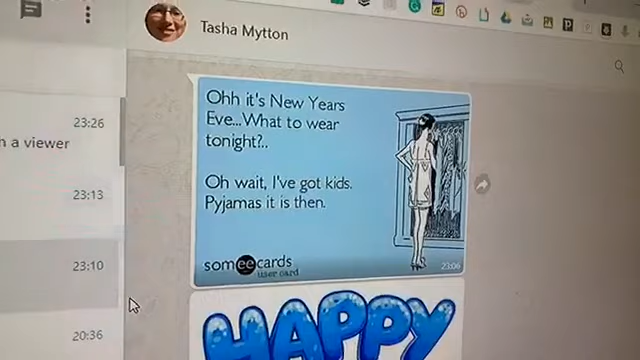 Tasha Mytton
23:26
a viewer
23:13
23:10
20:36
Ohh it's New Years
Eve...What to wear
tonight?..
Oh wait, I've got kids.
Pyjamas it is then.
someecards
user card
23:06
HAPPY